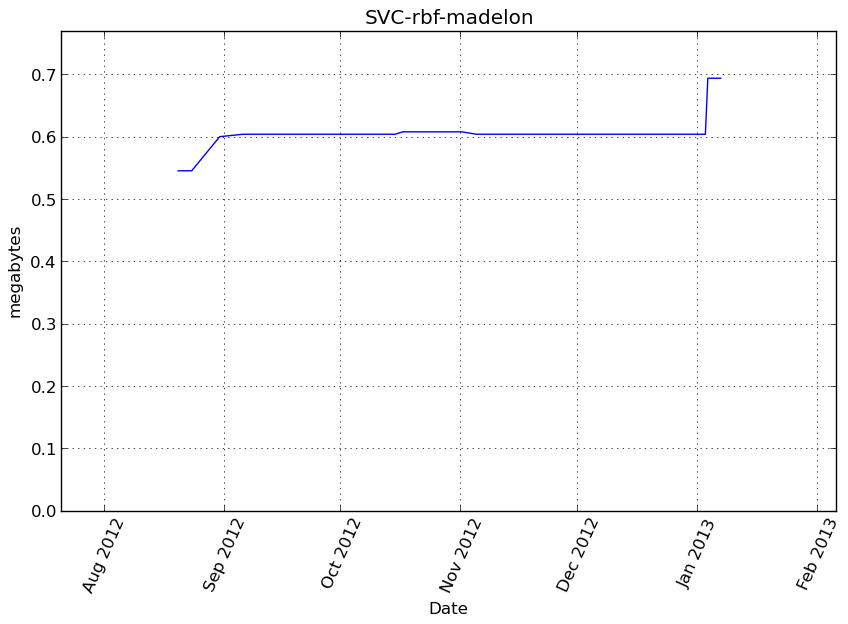 SVC-rbf-madelon
0.7
0.6
0.5
0.4
0.3
0.2
0.1
0.0
megabytes
Aug 2012
Sep 2012
Oct 2012
Nov 2012
Dec 2012
Jan 2013
Feb 2013
Date